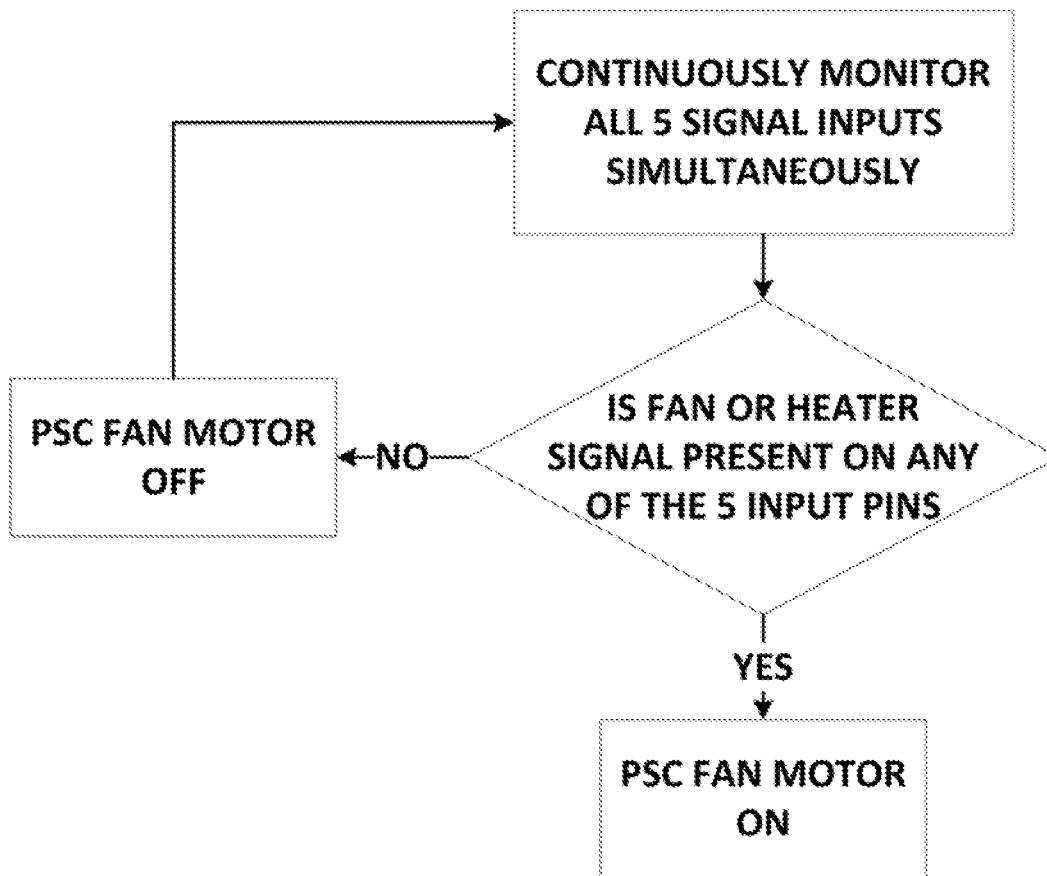 CONTINUOUSLY MONITOR
ALL 5 SIGNAL INPUTS
SIMULTANEOUSLY
IS FAN OR HEATER
SIGNAL PRESENT ON ANY
OF THE 5 INPUT PINS
NO
PSC FAN MOTOR
OFF
YES
PSC FAN MOTOR
ON